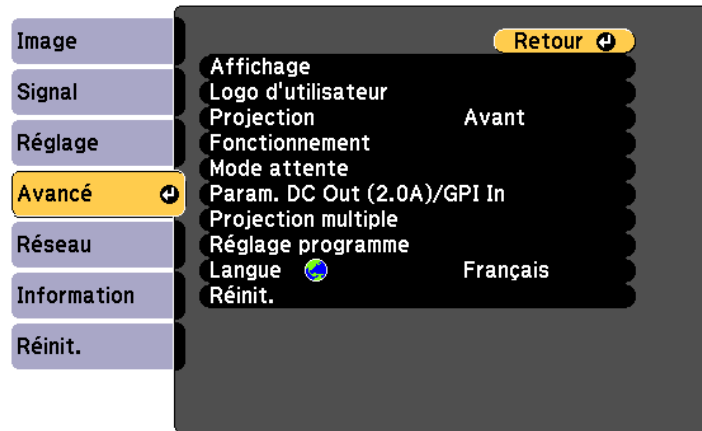 Image
Signal
Réglage
Avancé
Réseau
Information
Réinit.
Retour
Affichage
Logo d'utilisateur
Projection Avant
Fonctionnement
Mode attente
Param. DC Out (2.0A)/GPI In
Projection multiple
Réglage programme
Langue Français
Réinit.